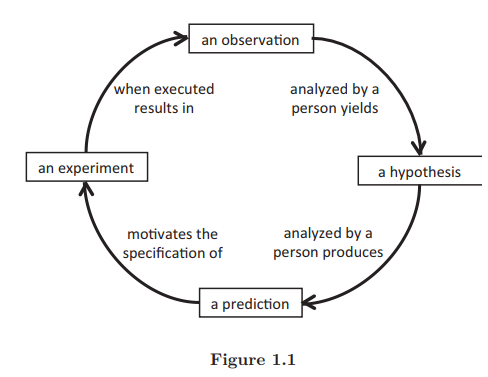 an observation
when executed
results in
analyzed by a
person yields
an experiment
a hypothesis
motivates the
specification of
analyzed by a
person produces
a prediction
Figure 1.1